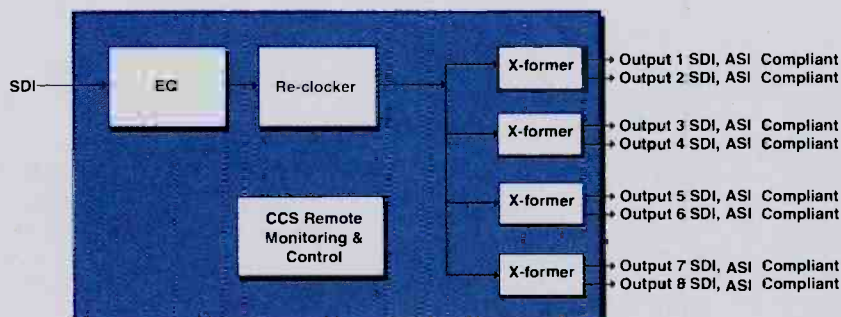 SDI
EG
Re-clocker
CCS Remote
Monitoring &
Control
X-former
X-former
X-former
X-former
Output 1 SDI, ASI Compliant
Output 2 SDI, ASI Compliant
Output 3 SDI, ASI Compliant
Output 4 SDI, ASI Compliant
Output 5 SDI, ASI Compliant
Output 6 SDI, ASI Compliant
Output 7 SDI, ASI Compliant
Output 8 SDI, ASI Compliant